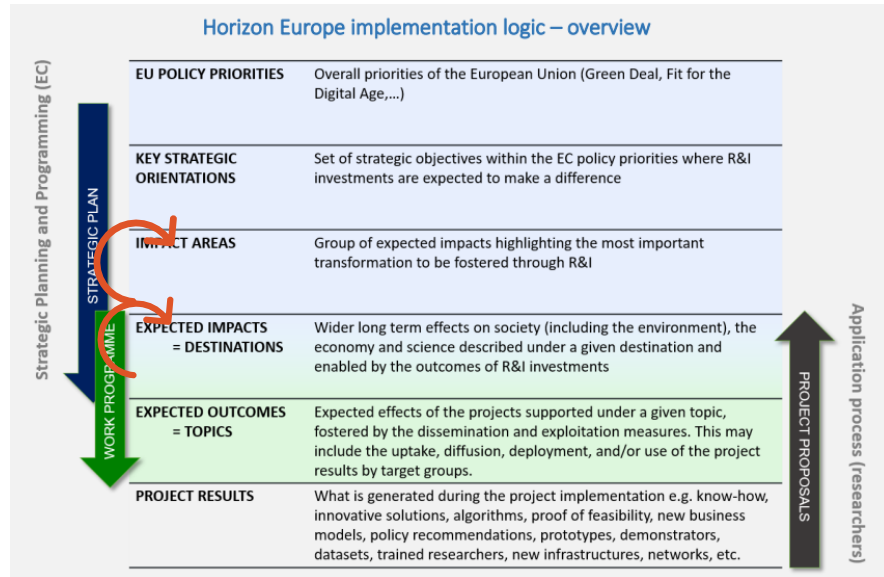 Horizon Europe implementation logic – overview
Strategic Planning and Programming (EC)
STRATEGIC PLAN
WORK PROGRAMME
EU POLICY PRIORITIES
Overall priorities of the European Union (Green Deal, Fit for the
Digital Age,...)
KEY STRATEGIC
ORIENTATIONS
Set of strategic objectives within the EC policy priorities where R&I
investments are expected to make a difference
IMPACT AREAS
Group of expected impacts highlighting the most important
transformation to be fostered through R&I
EXPECTED IMPACTS
= DESTINATIONS
Wider long term effects on society (including the environment), the
economy and science described under a given destination and
enabled by the outcomes of R&I investments
EXPECTED OUTCOMES
= TOPICS
Expected effects of the projects supported under a given topic,
fostered by the dissemination and exploitation measures. This may
include the uptake, diffusion, deployment, and/or use of the project
results by target groups.
PROJECT RESULTS
What is generated during the project implementation e.g. know-how,
innovative solutions, algorithms, proof of feasibility, new business
models, policy recommendations, prototypes, demonstrators,
datasets, trained researchers, new infrastructures, networks, etc.
PROJECT PROPOSALS
Application process (researchers)